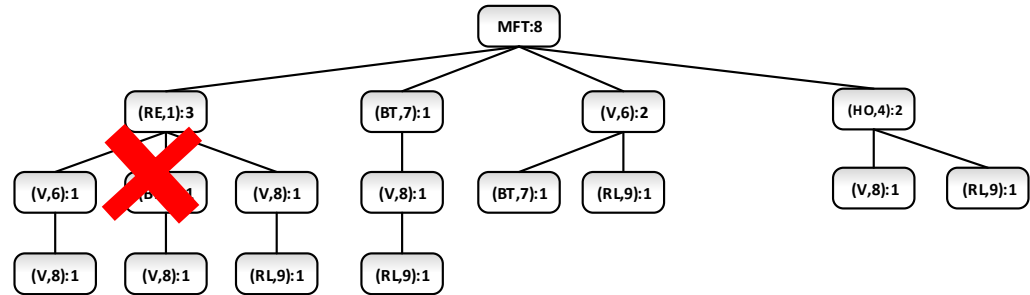 MFT:8
(RE,1):3 (BT,7):1 (V,6):2 (HO,4):2
(V,6):1 (V,8):1 (V,8):1 (BT,7):1 (RL,9):1 (V,8):1 (RL,9):1
(V,8):1 (V,8):1 (RL,9):1 (RL,9):1